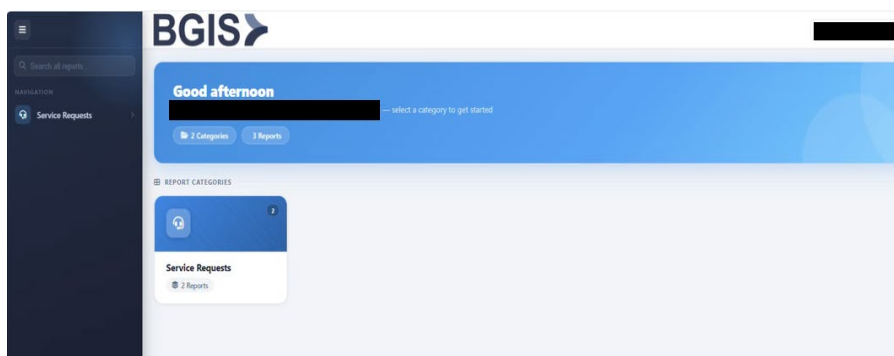 BGIS
Search all reports
NAVIGATION
Service Requests
Good afternoon
— select a category to get started
2 Categories
3 Reports
REPORT CATEGORIES
2
Service Requests
2 Reports